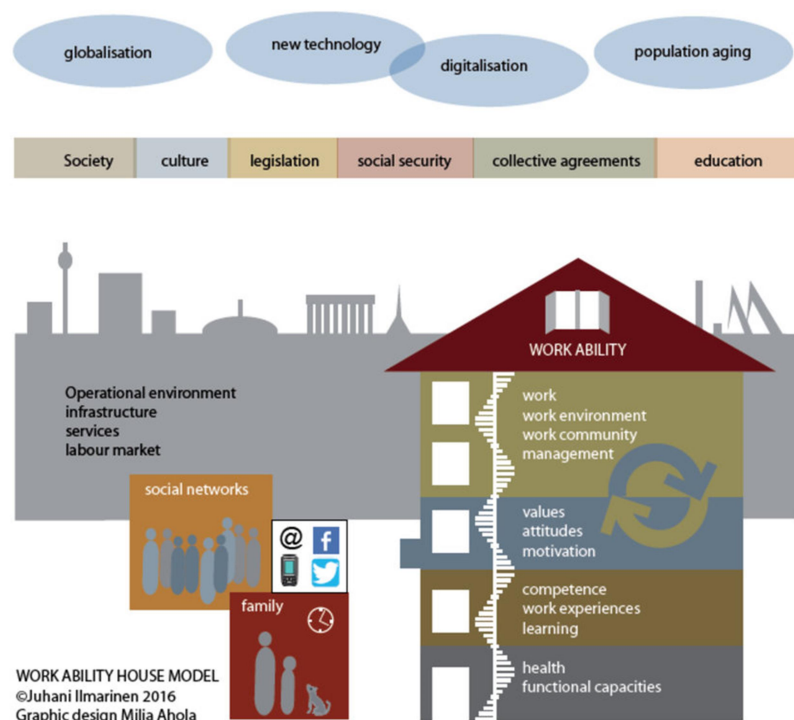 globalisation
new technology
digitalisation
population aging
Society
culture
legislation
social security
collective agreements
education
WORK ABILITY
Operational environment
infrastructure
services
labour market
work
work environment
work community
management
social networks
@
f
values
attitudes
motivation
family
competence
work experiences
learning
health
functional capacities
WORK ABILITY HOUSE MODEL
©Juhani Ilmarinen 2016
Graphic design Milja Ahola